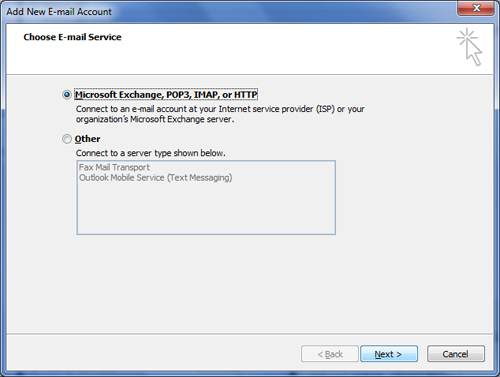 Add New E-mail Account
Choose E-mail Service
Microsoft Exchange, POP3, IMAP, or HTTP
Connect to an e-mail account at your Internet service provider (ISP) or your
organization's Microsoft Exchange server.
Other
Connect to a server type shown below.
Fax Mail Transport
Outlook Mobile Service (Text Messaging)
< Back
Next >
Cancel